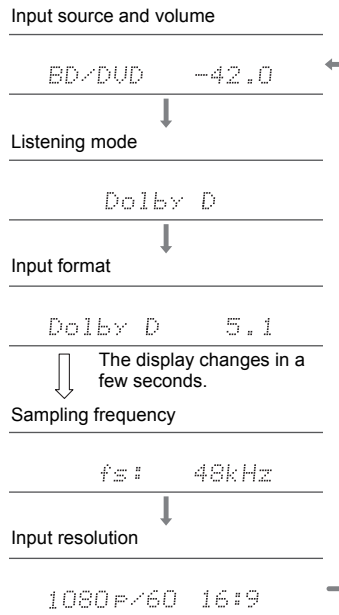 Input source and volume
BD/DVD -42.0
Listening mode
Dolby D
Input format
Dolby D 5.1
The display changes in a
few seconds.
Sampling frequency
fs: 48kHz
Input resolution
1080p/60 16:9